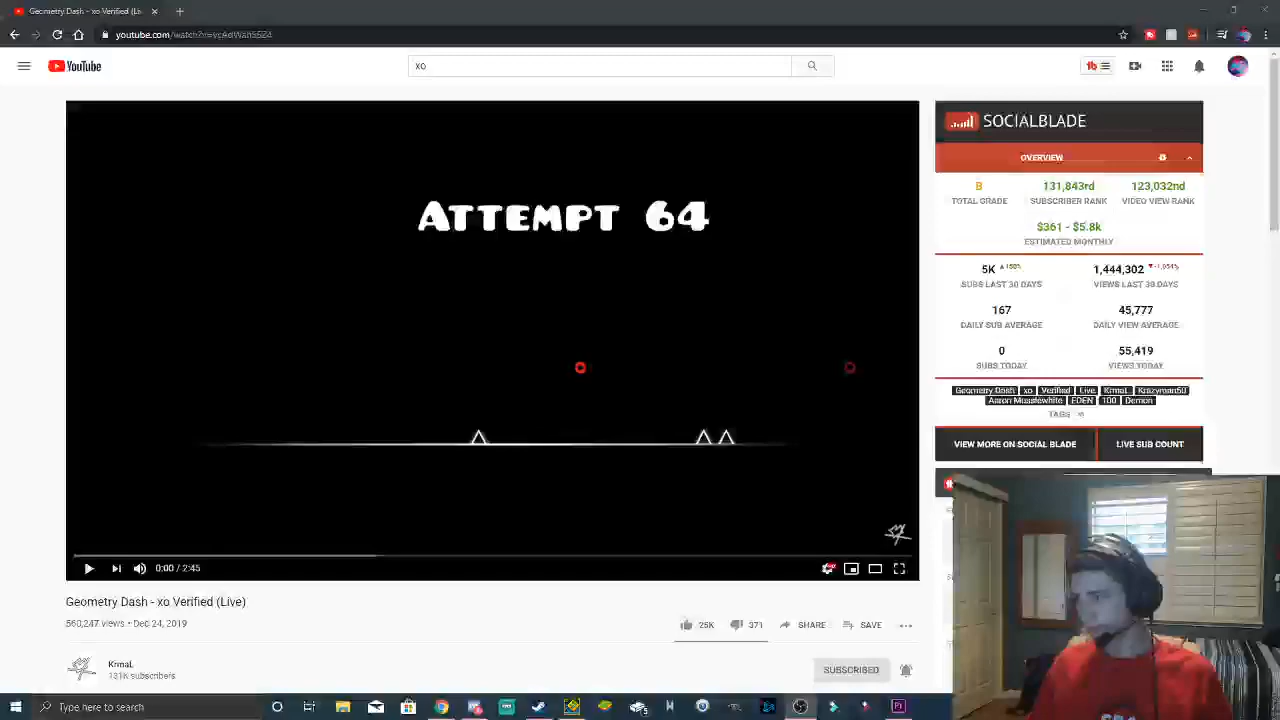 Geometry Dash - xo Verified (Liv
YouTube
xo
ATTEMPT 64
0:00 / 2:45
Geometry Dash - xo Verified (Live)
560,247 views • Dec 24, 2019
25K
371
SHARE
SAVE
KrmaL
131K subscribers
SUBSCRIBED
SOCIALBLADE
OVERVIEW
B 131,843rd 123,032nd
TOTAL GRADE SUBSCRIBER RANK VIDEO VIEW RANK
$361 - $5.8k
ESTIMATED MONTHLY
5K 1,444,302
SUBS LAST 30 DAYS VIEWS LAST 30 DAYS
167 45,777
DAILY SUB AVERAGE DAILY VIEW AVERAGE
0 55,419
SUBS TODAY VIEWS TODAY
Geometry Dash xo Verified Live KrmaL
EDEN 100 Demon
TAGS
VIEW MORE ON SOCIAL BLADE LIVE SUB COUNT
Type here to search